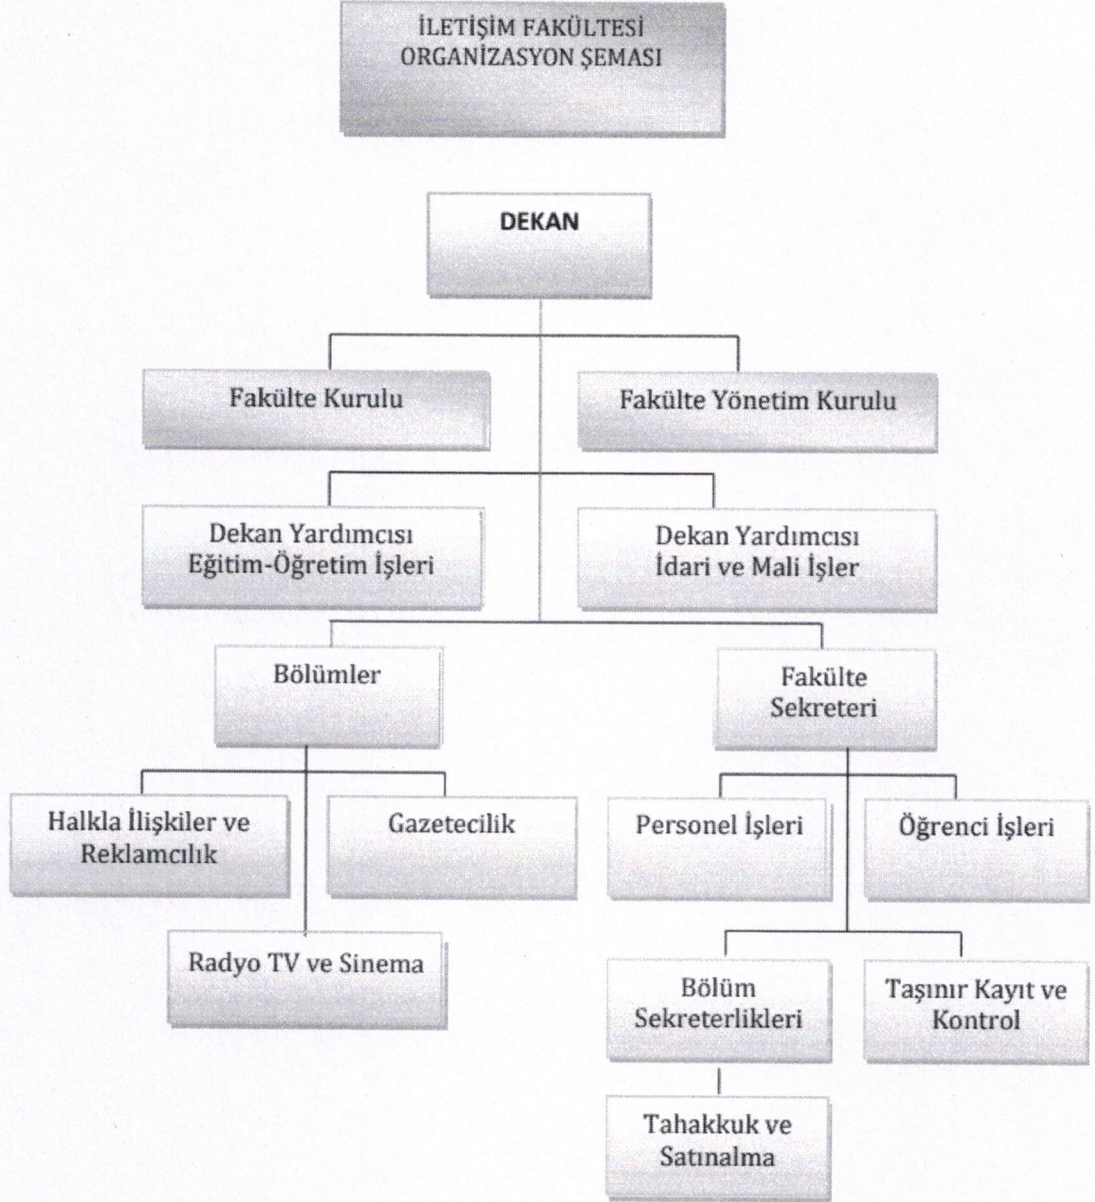 İLETİŞİM FAKÜLTESİ
ORGANİZASYON ŞEMASI
DEKAN
Fakülte Kurulu
Fakülte Yönetim Kurulu
Dekan Yardımcısı
Eğitim-Öğretim İşleri
Dekan Yardımcısı
İdari ve Mali İşler
Bölümler
Fakülte
Sekreteri
Halkla İlişkiler ve
Reklamcılık
Gazetecilik
Personel İşleri
Öğrenci İşleri
Radyo TV ve Sinema
Bölüm
Sekreterlikleri
Taşınır Kayıt ve
Kontrol
Tahakkuk ve
Satınalma